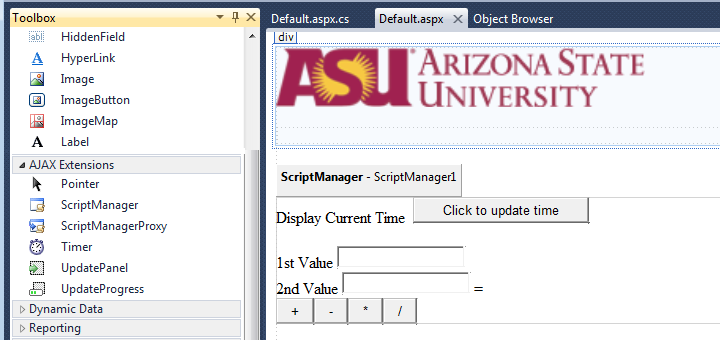 Toolbox
HiddenField
HyperLink
Image
ImageButton
ImageMap
Label
AJAX Extensions
Pointer
ScriptManager
ScriptManagerProxy
Timer
UpdatePanel
UpdateProgress
Dynamic Data
Reporting
Default.aspx.cs Default.aspx Object Browser
div
ASU ARIZONA STATE
UNIVERSITY
ScriptManager - ScriptManager1
Display Current Time Click to update time
1st Value
2nd Value =
+ - * /